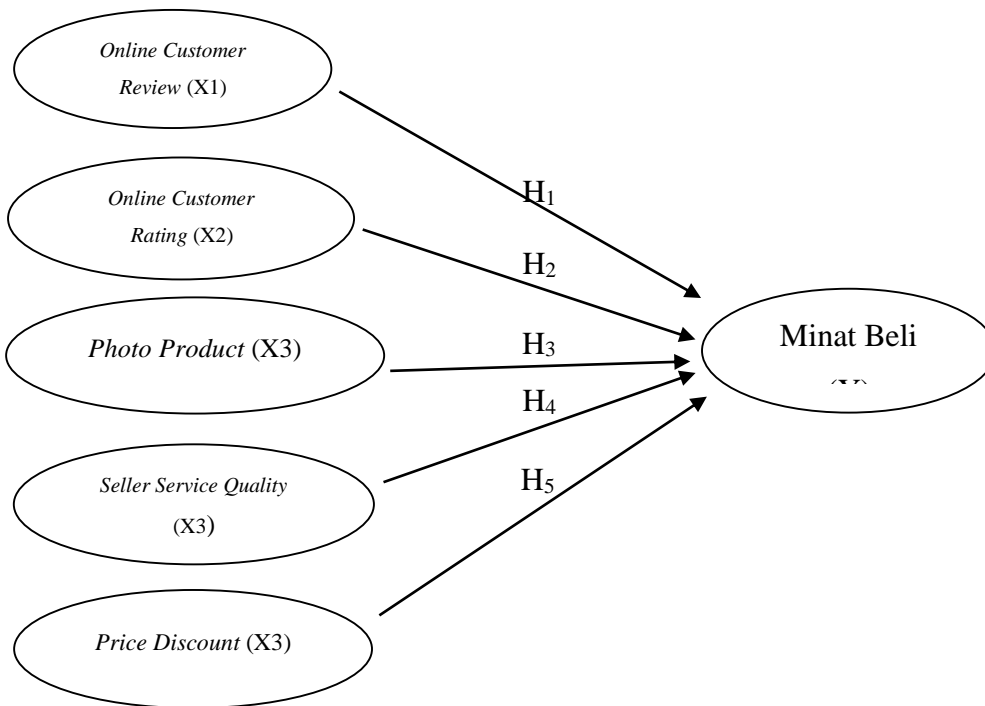 Online Customer
Review (X1)
H1
Online Customer
Rating (X2)
H2
Photo Product (X3)
H3
Minat Beli
H4
Seller Service Quality
(X3)
H5
Price Discount (X3)